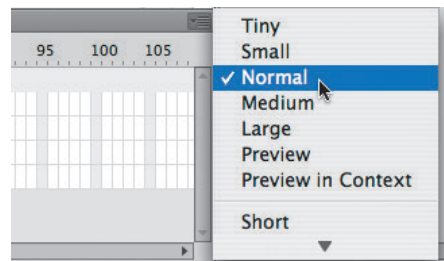 95 100 105
Tiny
Small
✓ Normal
Medium
Large
Preview
Preview in Context
Short